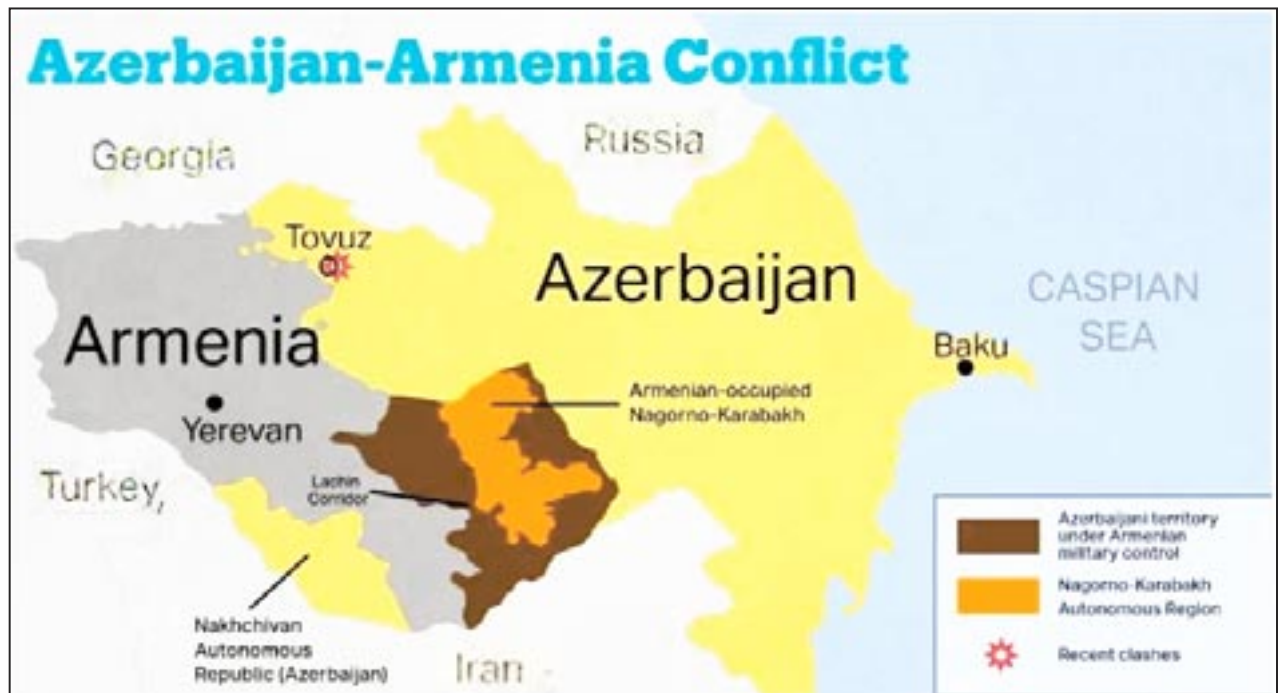 Azerbaijan-Armenia Conflict
Georgia
Russia
Tovuz
Azerbaijan
CASPIAN
SEA
Armenia
Baku
Armenian-occupied
Nagorno-Karabakh
Yerevan
Lachin
Corridor
Turkey,
Azerbaijani territory
under Armenian
military control
Nagorno-Karabakh
Autonomous Region
Recent clashes
Nakhchivan
Autonomous
Republic (Azerbaijan)
Iran